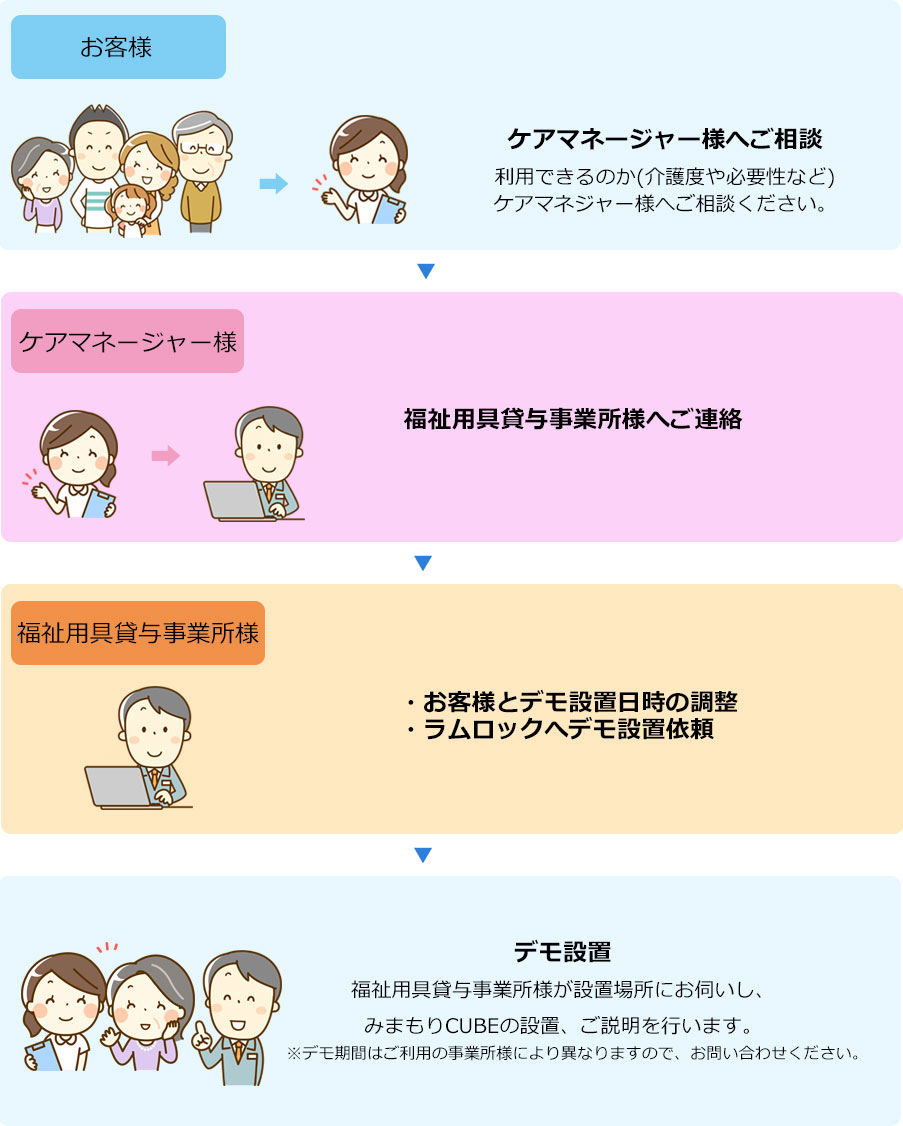 お客様
ケアマネージャー様へご相談
利用できるのか(介護度や必要性など)
ケアマネジャー様へご相談ください。
ケアマネージャー様
福祉用具貸与事業所様へご連絡
福祉用具貸与事業所様
・お客様とデモ設置日時の調整
・ラムロックへデモ設置依頼
デモ設置
福祉用具貸与事業所様が設置場所にお伺いし、
みまもりCUBEの設置、ご説明を行います。
※デモ期間はご利用の事業所様により異なりますので、お問い合わせください。